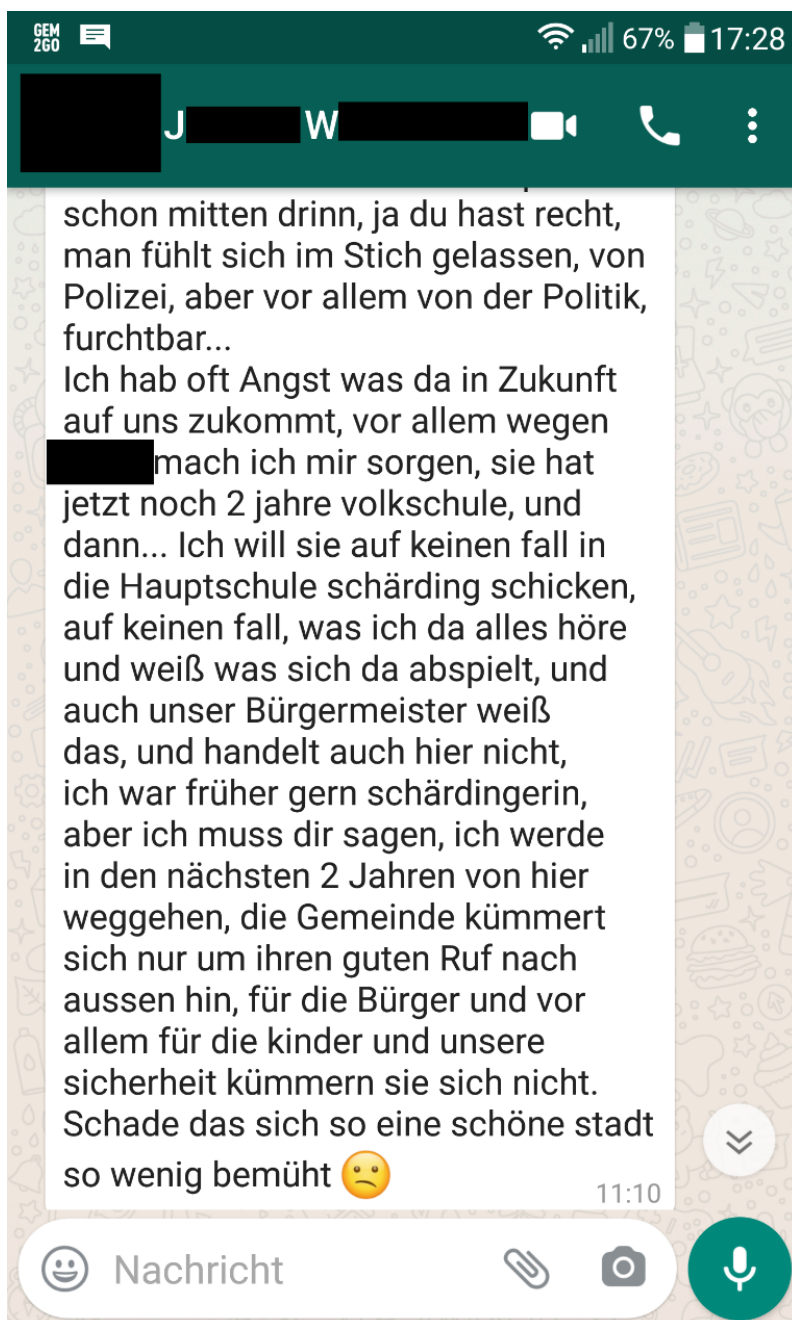 GEM
2GO
67% 17:28
J W
schon mitten drinn, ja du hast recht,
man fühlt sich im Stich gelassen, von
Polizei, aber vor allem von der Politik,
furchtbar...
Ich hab oft Angst was da in Zukunft
auf uns zukommt, vor allem wegen
mach ich mir sorgen, sie hat
jetzt noch 2 jahre volkschule, und
dann... Ich will sie auf keinen fall in
die Hauptschule schärding schicken,
auf keinen fall, was ich da alles höre
und weiß was sich da abspielt, und
auch unser Bürgermeister weiß
das, und handelt auch hier nicht,
ich war früher gern schärdingerin,
aber ich muss dir sagen, ich werde
in den nächsten 2 Jahren von hier
weggehen, die Gemeinde kümmert
sich nur um ihren guten Ruf nach
aussen hin, für die Bürger und vor
allem für die kinder und unsere
sicherheit kümmern sie sich nicht.
Schade das sich so eine schöne stadt
so wenig bemüht 😕
11:10
Nachricht